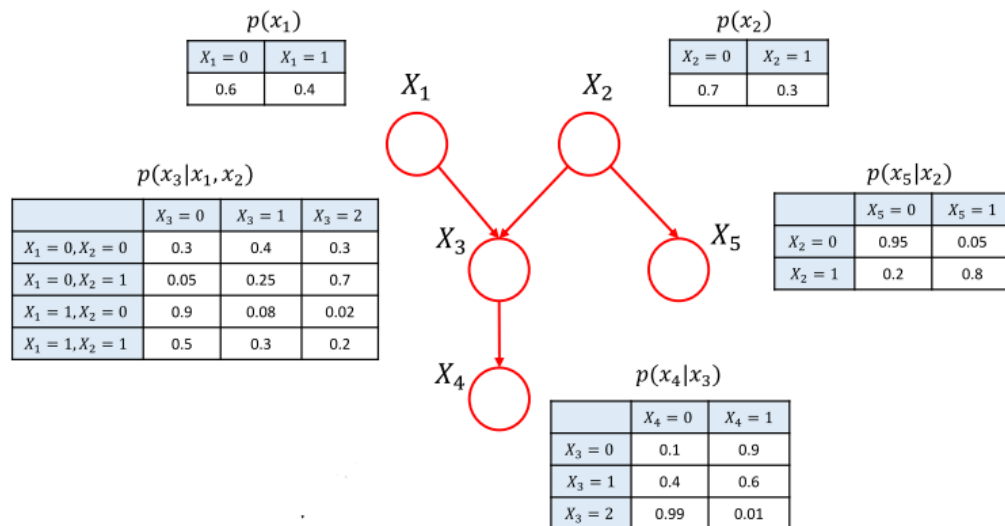 p(x₁)
X₁ = 0 X₁ = 1
0.6 0.4
p(x₂)
X₂ = 0 X₂ = 1
0.7 0.3
X₁ X₂
p(x₃|x₁, x₂)
X₃ = 0 X₃ = 1 X₃ = 2
X₁ = 0, X₂ = 0 0.3 0.4 0.3
X₁ = 0, X₂ = 1 0.05 0.25 0.7
X₁ = 1, X₂ = 0 0.9 0.08 0.02
X₁ = 1, X₂ = 1 0.5 0.3 0.2
X₃ X₅
p(x₅|x₂)
X₅ = 0 X₅ = 1
X₂ = 0 0.95 0.05
X₂ = 1 0.2 0.8
X₄
p(x₄|x₃)
X₄ = 0 X₄ = 1
X₃ = 0 0.1 0.9
X₃ = 1 0.4 0.6
X₃ = 2 0.99 0.01